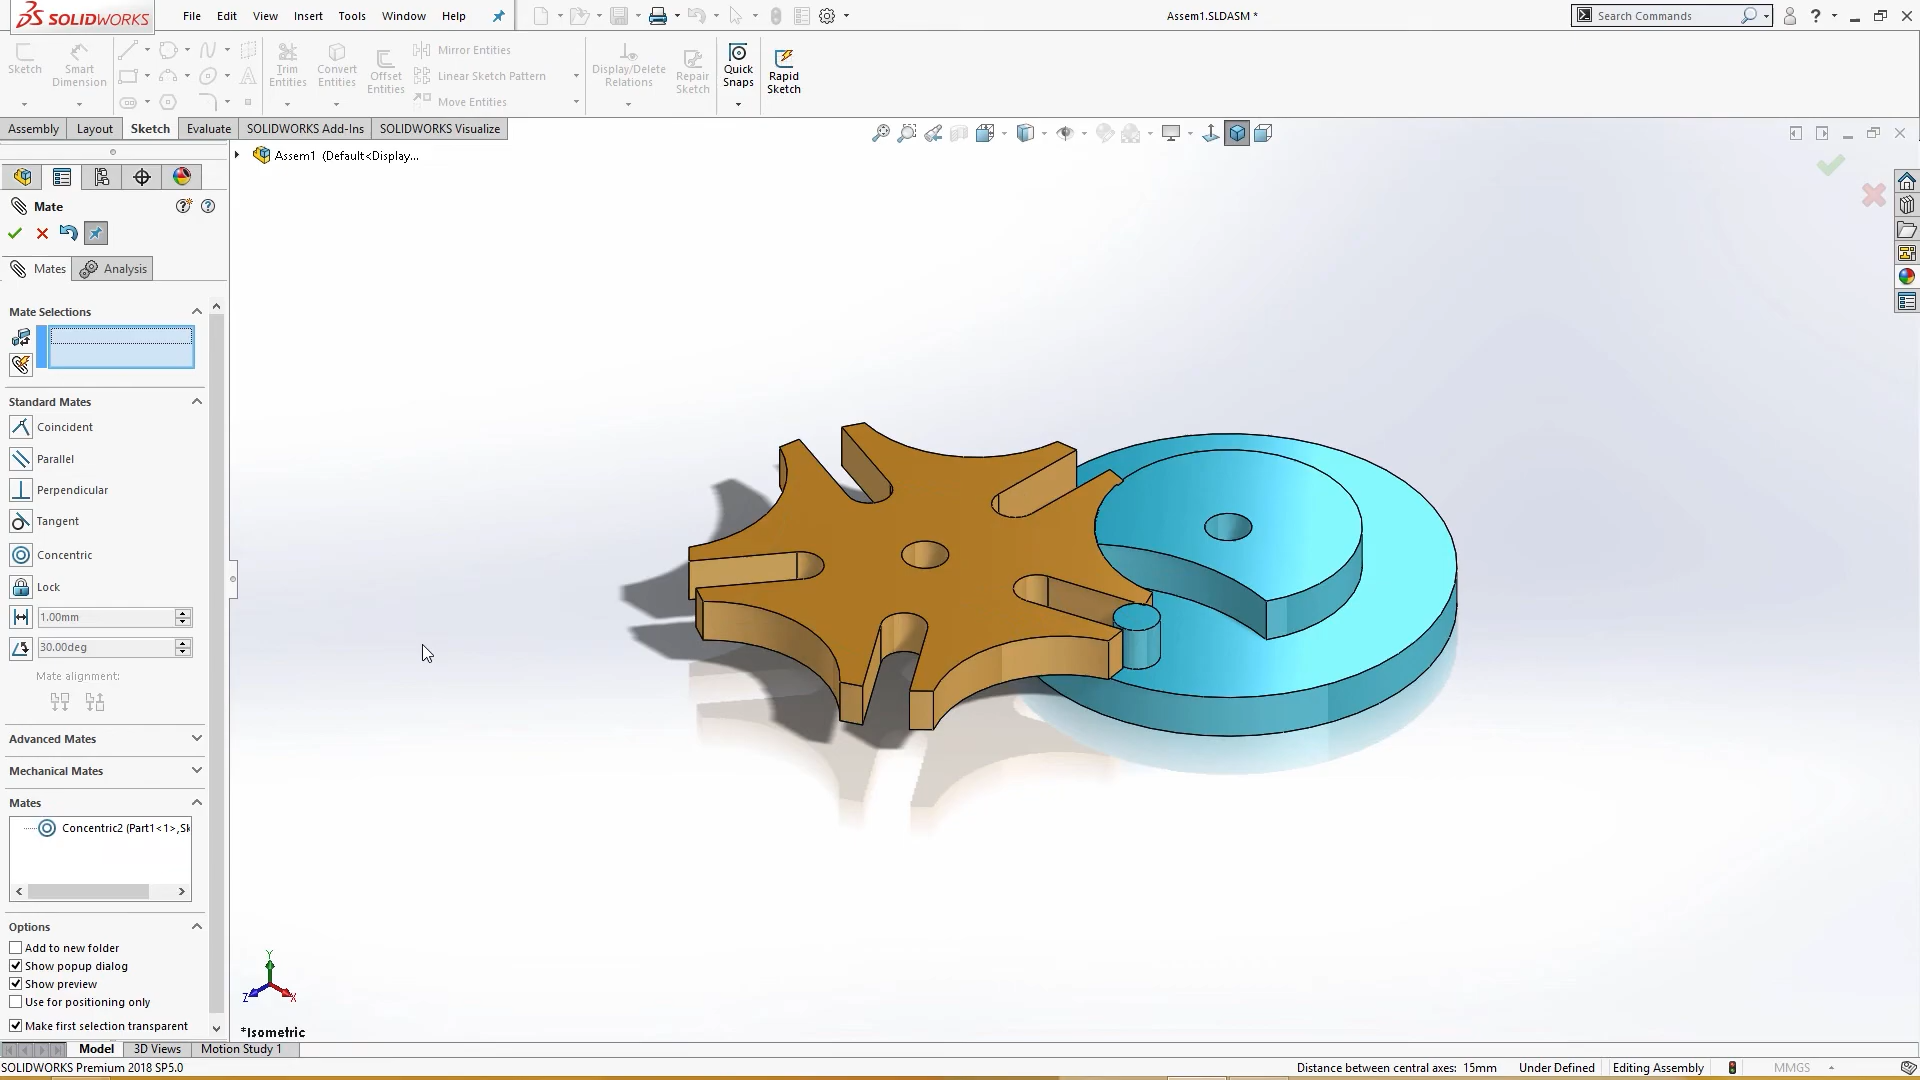 SOLIDWORKS File Edit View Insert Tools Window Help Assem1.SLDASM * Search Commands
Sketch Smart Dimension Trim Entities Convert Entities Offset Entities Mirror Entities Linear Sketch Pattern Move Entities Display/Delete Relations Repair Sketch Quick Snaps Rapid Sketch
Assembly Layout Sketch Evaluate SOLIDWORKS Add-Ins SOLIDWORKS Visualize
Assem1 (Default<Display...
Mate
Mates Analysis
Mate Selections
Standard Mates
Coincident
Parallel
Perpendicular
Tangent
Concentric
Lock
1.00mm
30.00deg
Mate alignment:
Advanced Mates
Mechanical Mates
Mates
Concentric2 (Part1<1>,Sk
Options
Add to new folder
Show popup dialog
Show preview
Use for positioning only
Make first selection transparent
Y
Z X
*Isometric
Model 3D Views Motion Study 1
SOLIDWORKS Premium 2018 SP5.0 Distance between central axes: 15mm Under Defined Editing Assembly MMGS